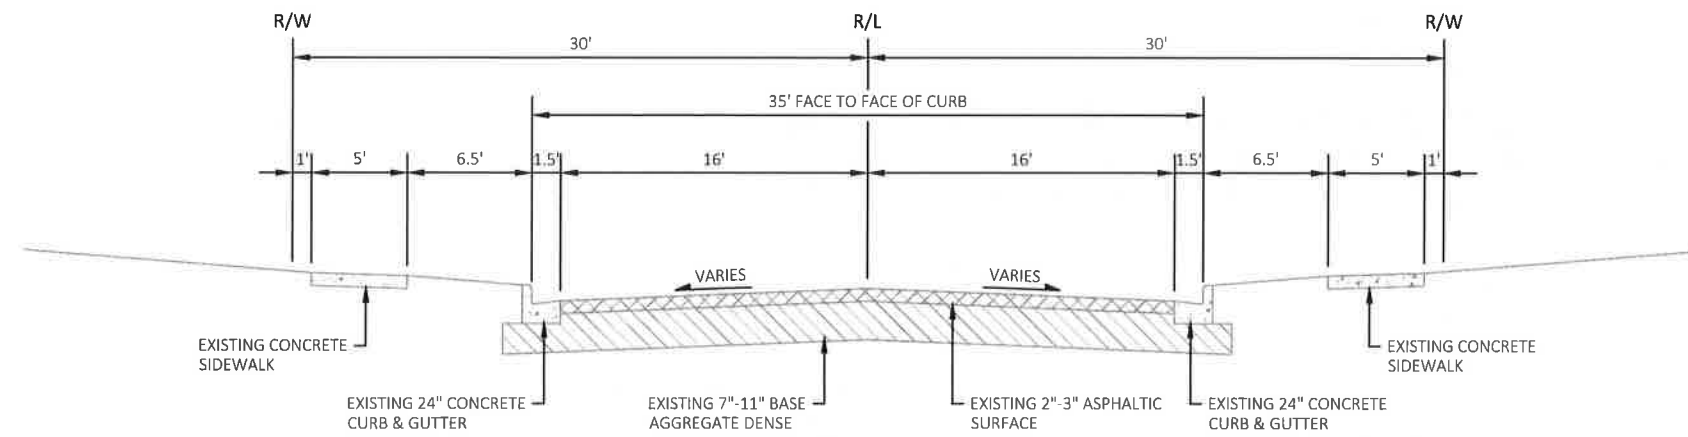 R/W R/L R/W
30' 30'
35' FACE TO FACE OF CURB
1' 5' 6.5' 1.5' 16' 16' 1.5' 6.5' 5' 1'
VARIES VARIES
EXISTING CONCRETE
SIDEWALK
EXISTING 24" CONCRETE
CURB & GUTTER
EXISTING 7"-11" BASE
AGGREGATE DENSE
EXISTING 2"-3" ASPHALTIC
SURFACE
EXISTING 24" CONCRETE
CURB & GUTTER
EXISTING CONCRETE
SIDEWALK